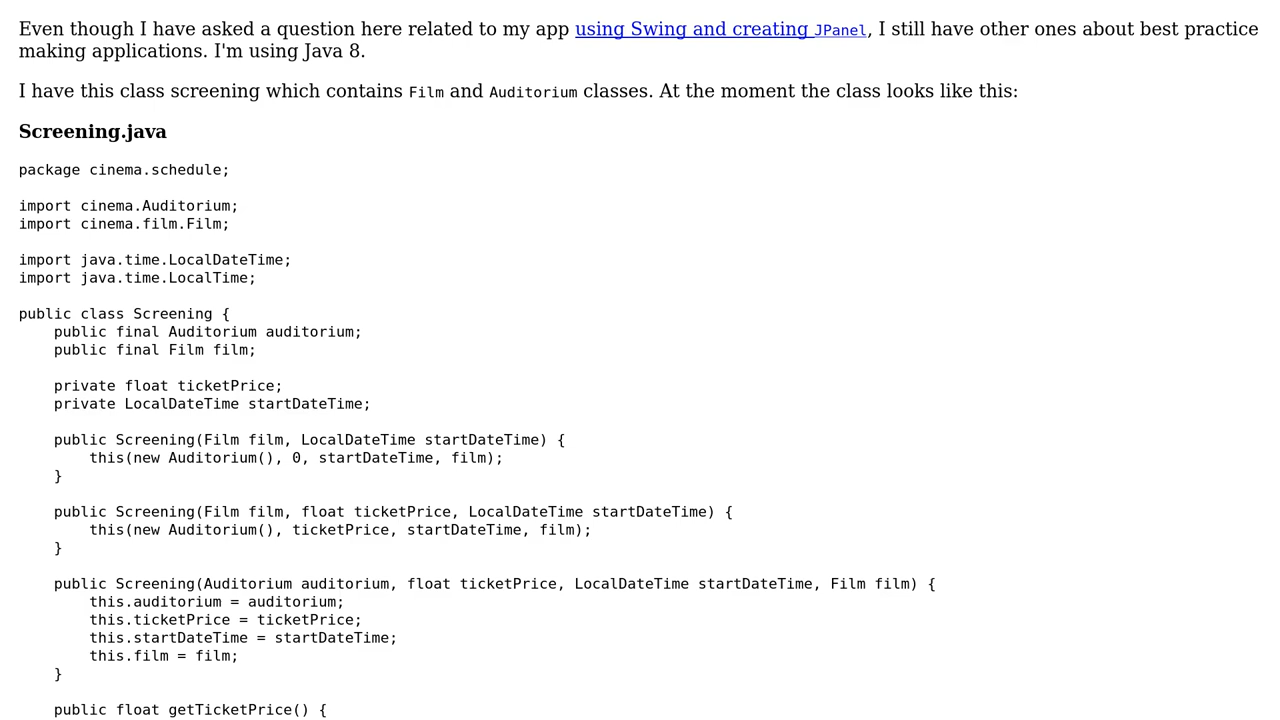 Even though I have asked a question here related to my app using Swing and creating JPanel, I still have other ones about best practice
making applications. I'm using Java 8.
I have this class screening which contains Film and Auditorium classes. At the moment the class looks like this:
Screening.java
package cinema.schedule;
import cinema.Auditorium;
import cinema.film.Film;
import java.time.LocalDateTime;
import java.time.LocalTime;
public class Screening {
    public final Auditorium auditorium;
    public final Film film;
    private float ticketPrice;
    private LocalDateTime startDateTime;
    public Screening(Film film, LocalDateTime startDateTime) {
        this(new Auditorium(), 0, startDateTime, film);
    }
    public Screening(Film film, float ticketPrice, LocalDateTime startDateTime) {
        this(new Auditorium(), ticketPrice, startDateTime, film);
    }
    public Screening(Auditorium auditorium, float ticketPrice, LocalDateTime startDateTime, Film film) {
        this.auditorium = auditorium;
        this.ticketPrice = ticketPrice;
        this.startDateTime = startDateTime;
        this.film = film;
    }
    public float getTicketPrice() {